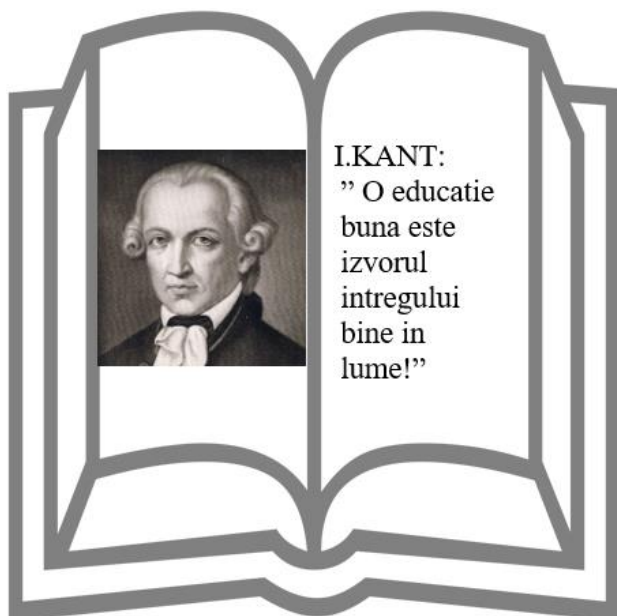 I.KANT:
” O educatie
buna este
izvorul
intregului
bine in
lume!”